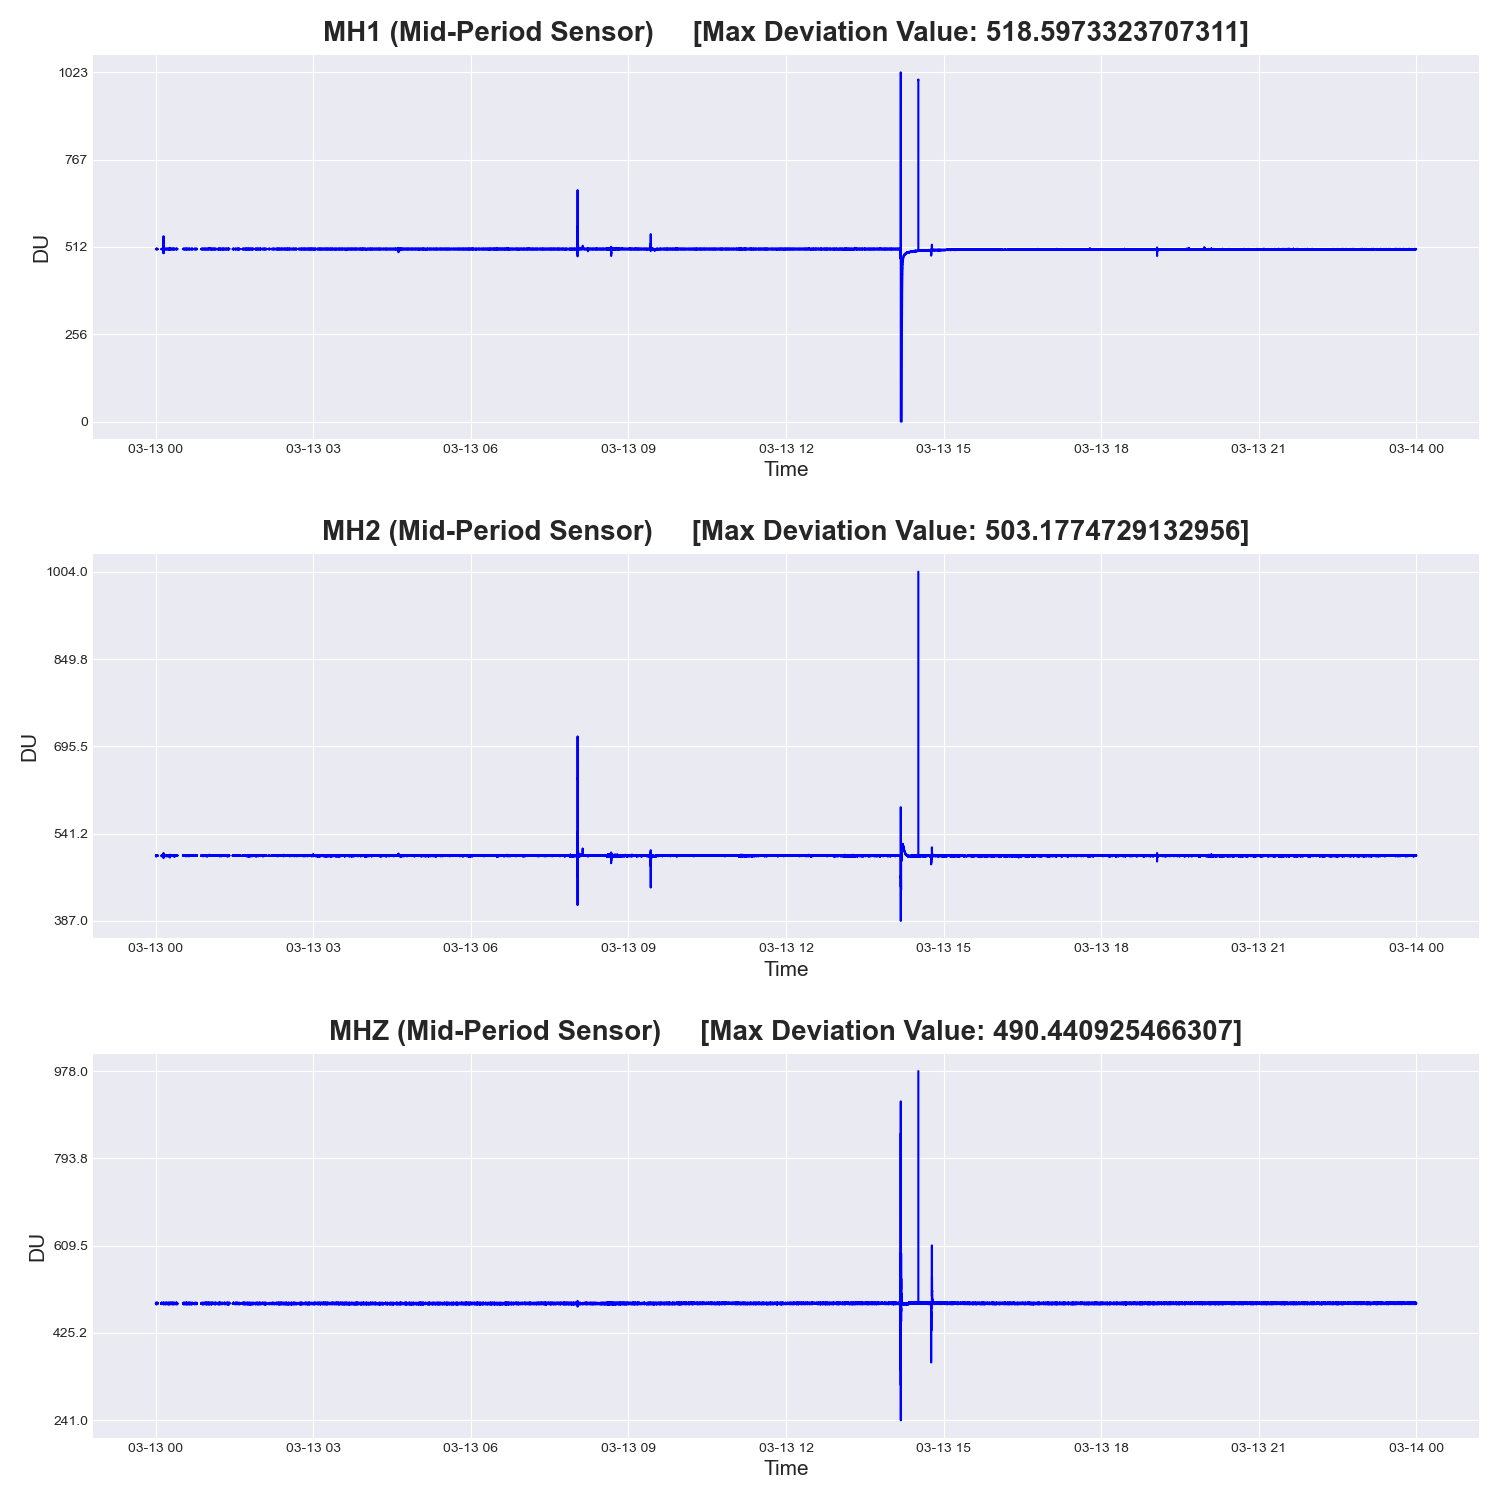 MH1 (Mid-Period Sensor) [Max Deviation Value: 518.5973323707311]
1023
767
512
256
0
DU
03-13 00 03-13 03 03-13 06 03-13 09 03-13 12 03-13 15 03-13 18 03-13 21 03-14 00
Time
MH2 (Mid-Period Sensor) [Max Deviation Value: 503.1774729132956]
1004.0
849.8
695.5
541.2
387.0
DU
03-13 00 03-13 03 03-13 06 03-13 09 03-13 12 03-13 15 03-13 18 03-13 21 03-14 00
Time
MHZ (Mid-Period Sensor) [Max Deviation Value: 490.440925466307]
978.0
793.8
609.5
425.2
241.0
DU
03-13 00 03-13 03 03-13 06 03-13 09 03-13 12 03-13 15 03-13 18 03-13 21 03-14 00
Time